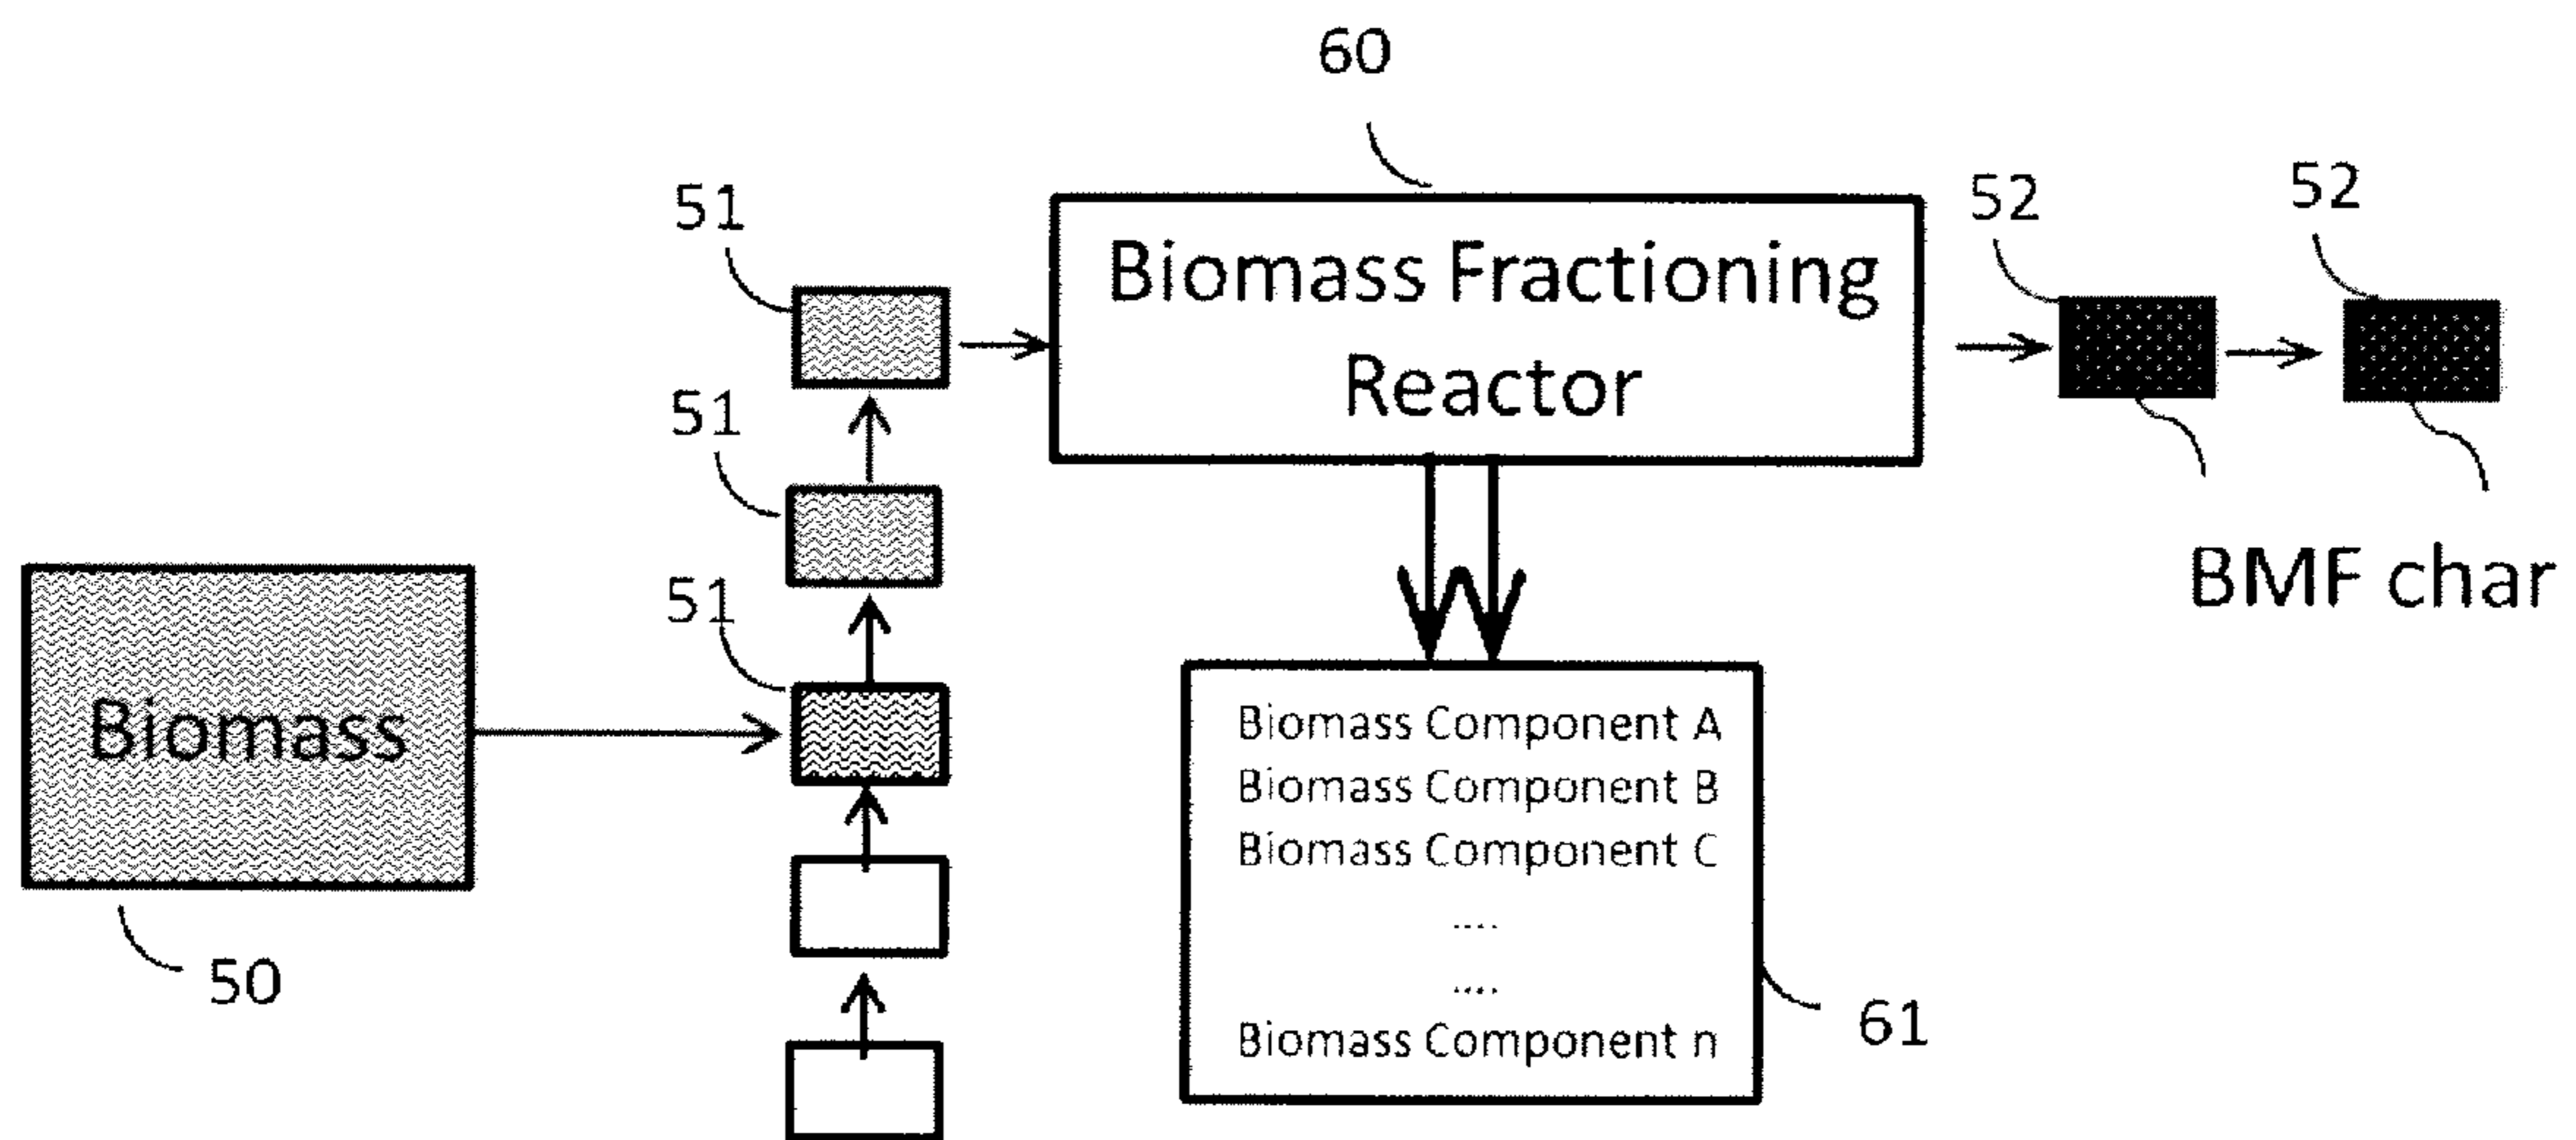 60
51
52
52
Biomass Fractioning
Reactor
51
BMF char
51
Biomass
Biomass Component A
Biomass Component B
Biomass Component C
....
....
Biomass Component n
50
61